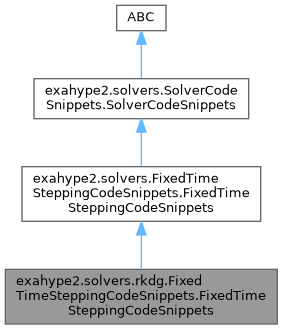 ABC
exahype2.solvers.SolverCode
Snippets.SolverCodeSnippets
exahype2.solvers.FixedTime
SteppingCodeSnippets.FixedTime
SteppingCodeSnippets
exahype2.solvers.rkdg.Fixed
TimeSteppingCodeSnippets.FixedTime
SteppingCodeSnippets